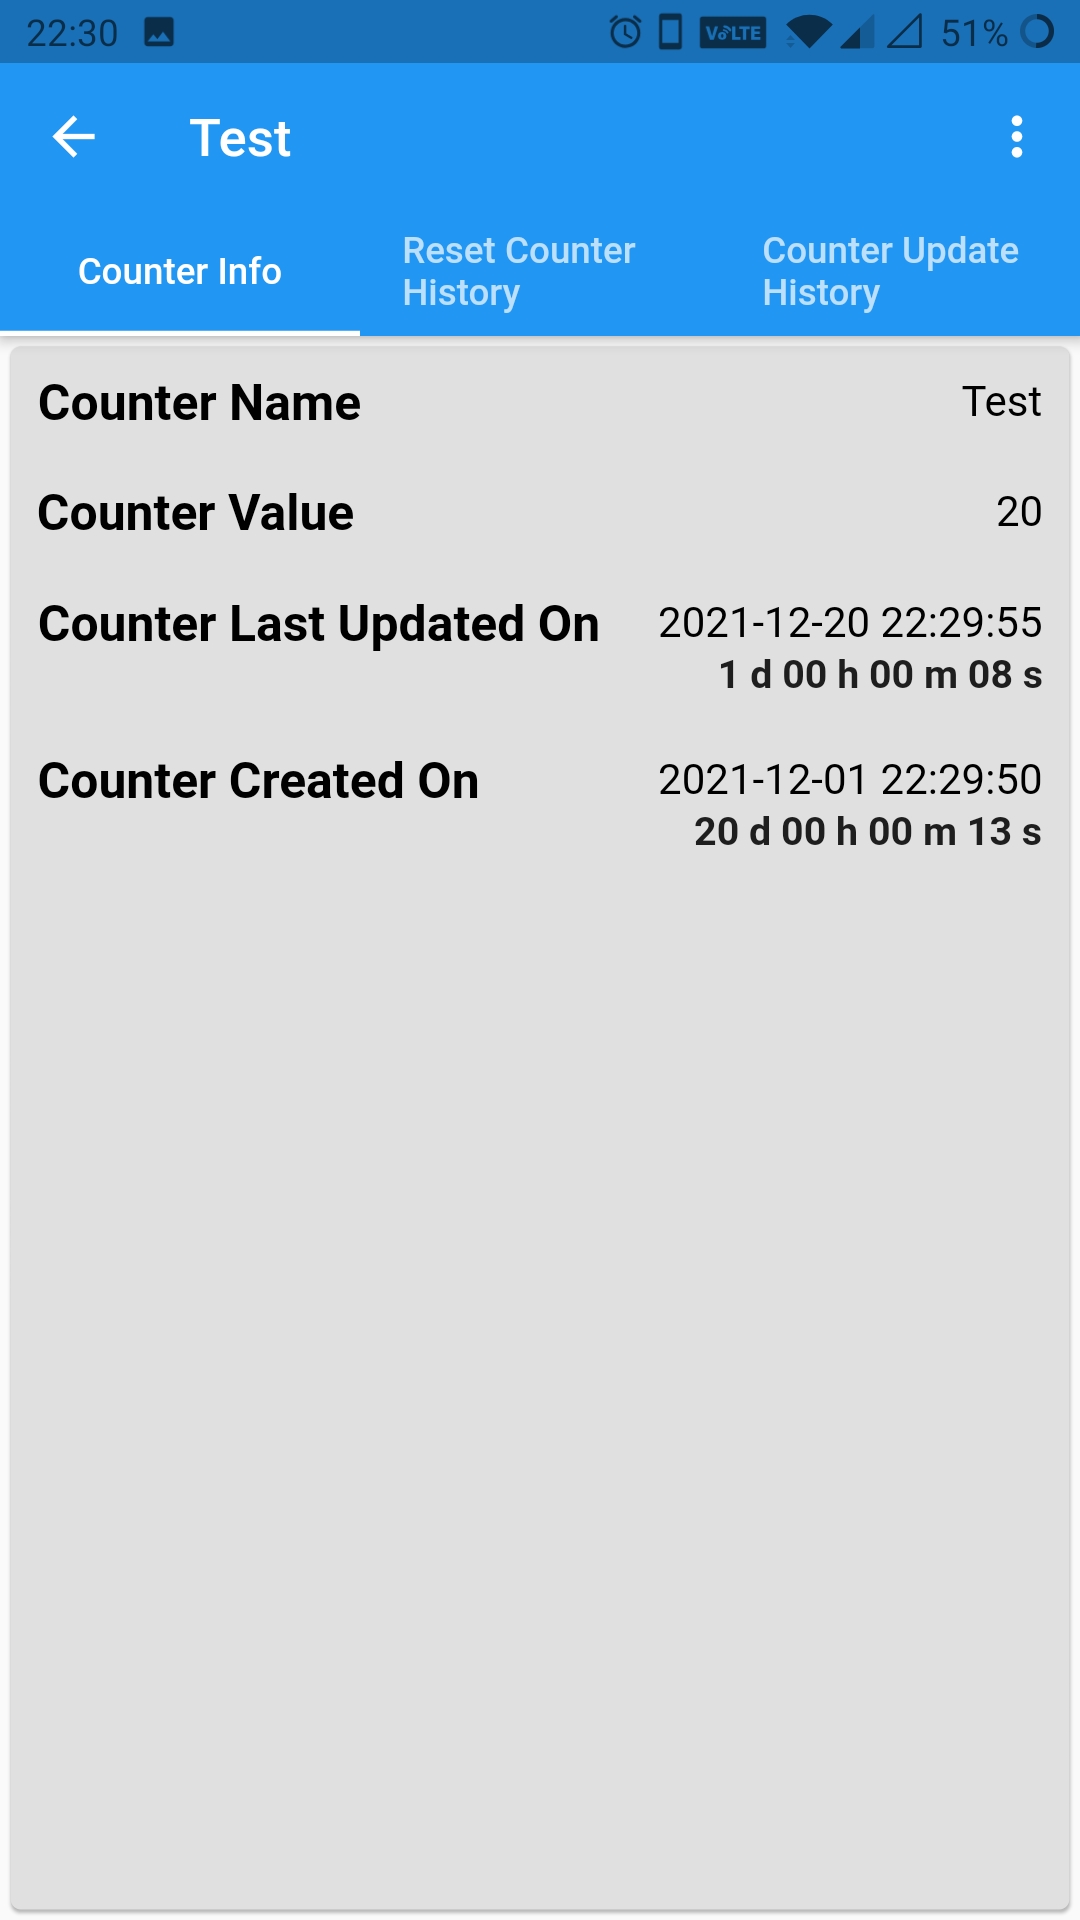 22:30 VoLTE 51%
Test
Counter Info
Reset Counter
History
Counter Update
History
Counter Name Test
Counter Value 20
Counter Last Updated On 2021-12-20 22:29:55
1 d 00 h 00 m 08 s
Counter Created On 2021-12-01 22:29:50
20 d 00 h 00 m 13 s